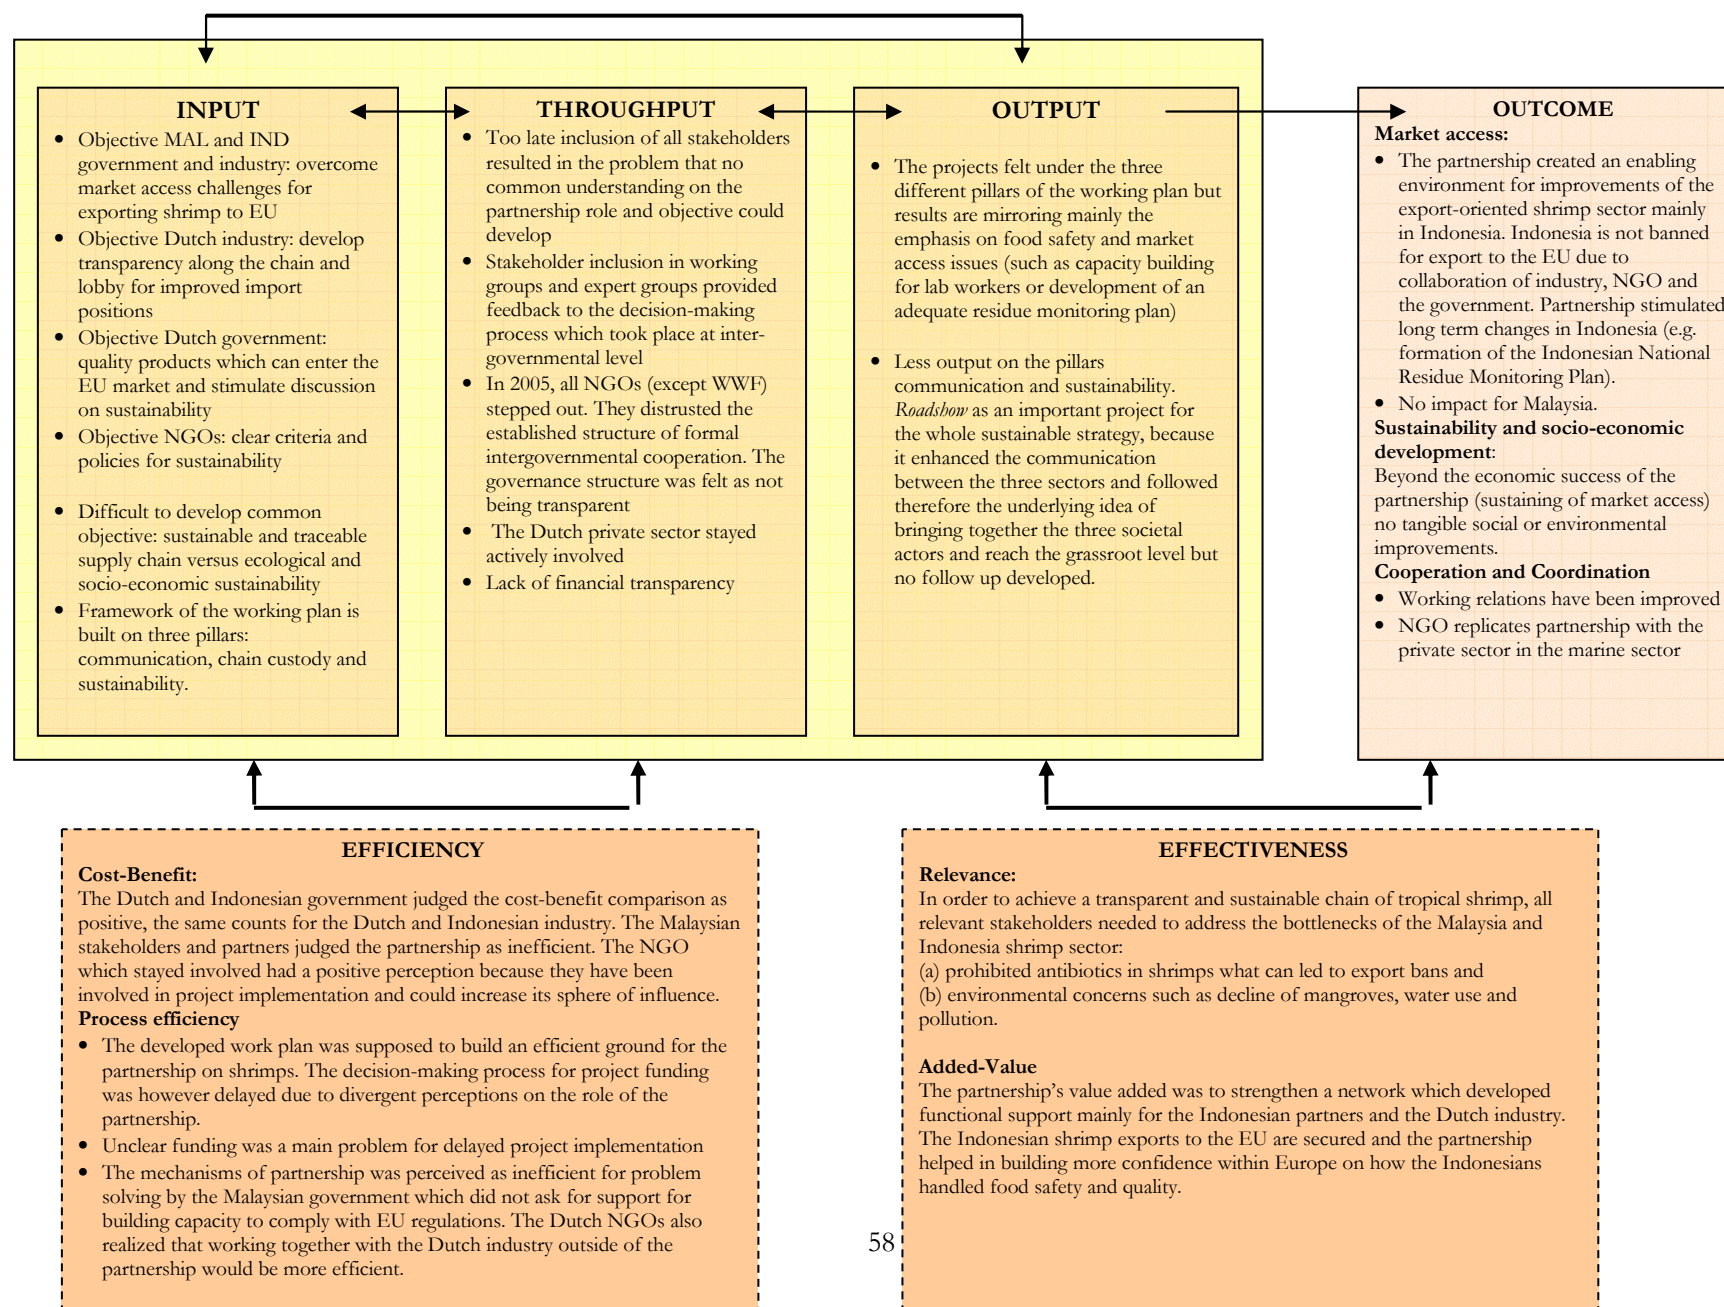 INPUT
• Objective MAL and IND
government and industry: overcome
market access challenges for
exporting shrimp to EU
• Objective Dutch industry: develop
transparency along the chain and
lobby for improved import
positions
• Objective Dutch government:
quality products which can enter the
EU market and stimulate discussion
on sustainability
• Objective NGOs: clear criteria and
policies for sustainability
• Difficult to develop common
objective: sustainable and traceable
supply chain versus ecological and
socio-economic sustainability
• Framework of the working plan is
built on three pillars:
communication, chain custody and
sustainability.
THROUGHPUT
• Too late inclusion of all stakeholders
resulted in the problem that no
common understanding on the
partnership role and objective could
develop
• Stakeholder inclusion in working
groups and expert groups provided
feedback to the decision-making
process which took place at inter-
governmental level
• In 2005, all NGOs (except WWF)
stepped out. They distrusted the
established structure of formal
intergovernmental cooperation. The
governance structure was felt as not
being transparent
• The Dutch private sector stayed
actively involved
• Lack of financial transparency
OUTPUT
• The projects felt under the three
different pillars of the working plan but
results are mirroring mainly the
emphasis on food safety and market
access issues (such as capacity building
for lab workers or development of an
adequate residue monitoring plan)
• Less output on the pillars
communication and sustainability.
Roadshow as an important project for
the whole sustainable strategy, because
it enhanced the communication
between the three sectors and followed
therefore the underlying idea of
bringing together the three societal
actors and reach the grassroot level but
no follow up developed.
OUTCOME
Market access:
• The partnership created an enabling
environment for improvements of the
export-oriented shrimp sector mainly
in Indonesia. Indonesia is not banned
for export to the EU due to
collaboration of industry, NGO and
the government. Partnership stimulated
long term changes in Indonesia (e.g.
formation of the Indonesian National
Residue Monitoring Plan).
• No impact for Malaysia.
Sustainability and socio-economic
development:
Beyond the economic success of the
partnership (sustaining of market access)
no tangible social or environmental
improvements.
Cooperation and Coordination
• Working relations have been improved
• NGO replicates partnership with the
private sector in the marine sector
EFFICIENCY
Cost-Benefit:
The Dutch and Indonesian government judged the cost-benefit comparison as
positive, the same counts for the Dutch and Indonesian industry. The Malaysian
stakeholders and partners judged the partnership as inefficient. The NGO
which stayed involved had a positive perception because they have been
involved in project implementation and could increase its sphere of influence.
Process efficiency
• The developed work plan was supposed to build an efficient ground for the
partnership on shrimps. The decision-making process for project funding
was however delayed due to divergent perceptions on the role of the
partnership.
• Unclear funding was a main problem for delayed project implementation
• The mechanisms of partnership was perceived as inefficient for problem
solving by the Malaysian government which did not ask for support for
building capacity to comply with EU regulations. The Dutch NGOs also
realized that working together with the Dutch industry outside of the
partnership would be more efficient.
EFFECTIVENESS
Relevance:
In order to achieve a transparent and sustainable chain of tropical shrimp, all
relevant stakeholders needed to address the bottlenecks of the Malaysia and
Indonesia shrimp sector:
(a) prohibited antibiotics in shrimps what can led to export bans and
(b) environmental concerns such as decline of mangroves, water use and
pollution.
Added-Value
The partnership's value added was to strengthen a network which developed
functional support mainly for the Indonesian partners and the Dutch industry.
The Indonesian shrimp exports to the EU are secured and the partnership
helped in building more confidence within Europe on how the Indonesians
handled food safety and quality.
58